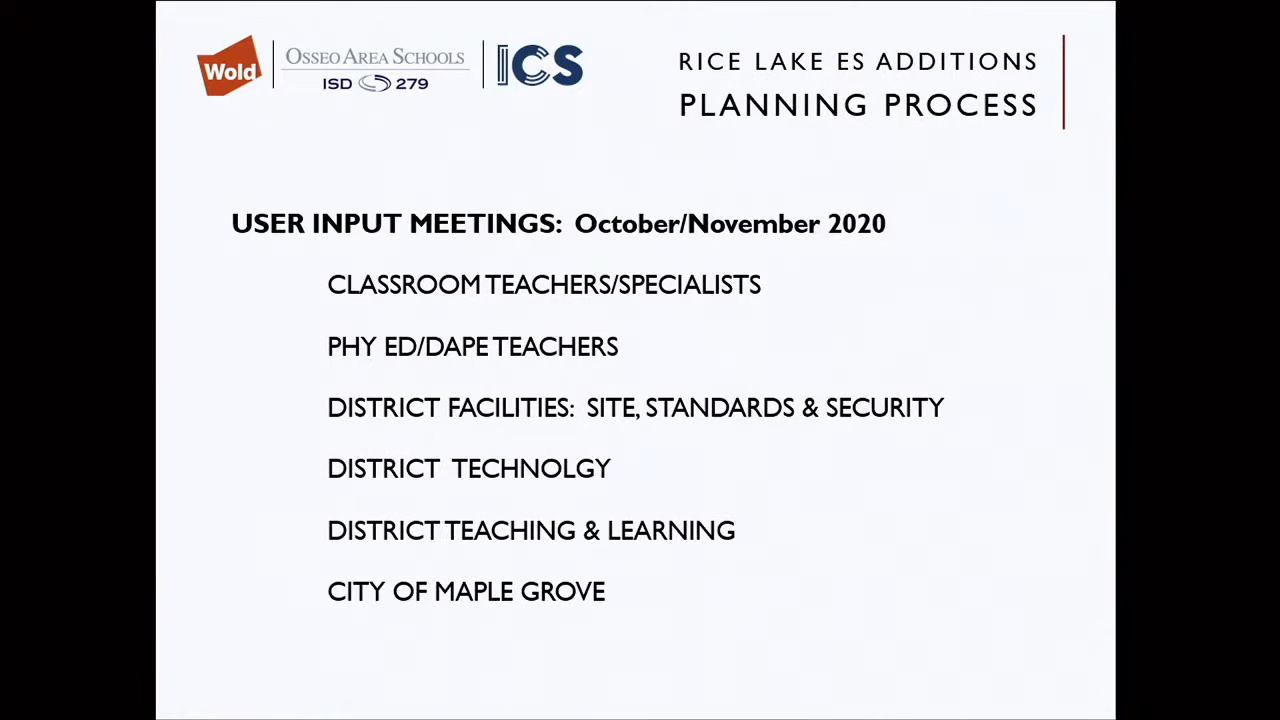 Wold
OSSEO AREA SCHOOLS
ISD 279
ICS
RICE LAKE ES ADDITIONS
PLANNING PROCESS
USER INPUT MEETINGS: October/November 2020
CLASSROOM TEACHERS/SPECIALISTS
PHY ED/DAPE TEACHERS
DISTRICT FACILITIES: SITE, STANDARDS & SECURITY
DISTRICT TECHNOLGY
DISTRICT TEACHING & LEARNING
CITY OF MAPLE GROVE